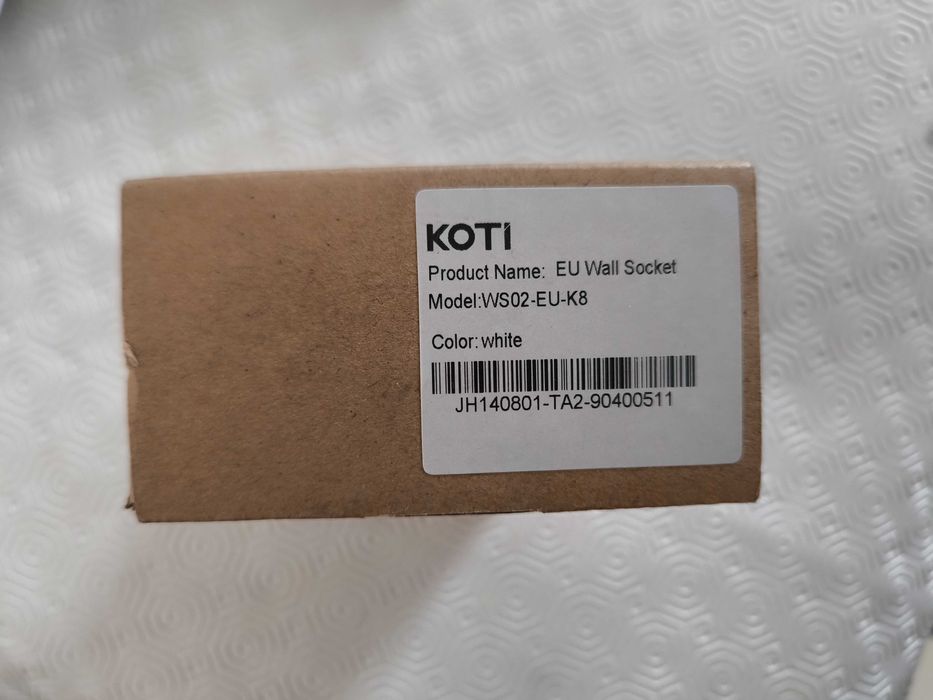 KOTI
Product Name: EU Wall Socket
Model:WS02-EU-K8
Color: white
JH140801-TA2-90400511